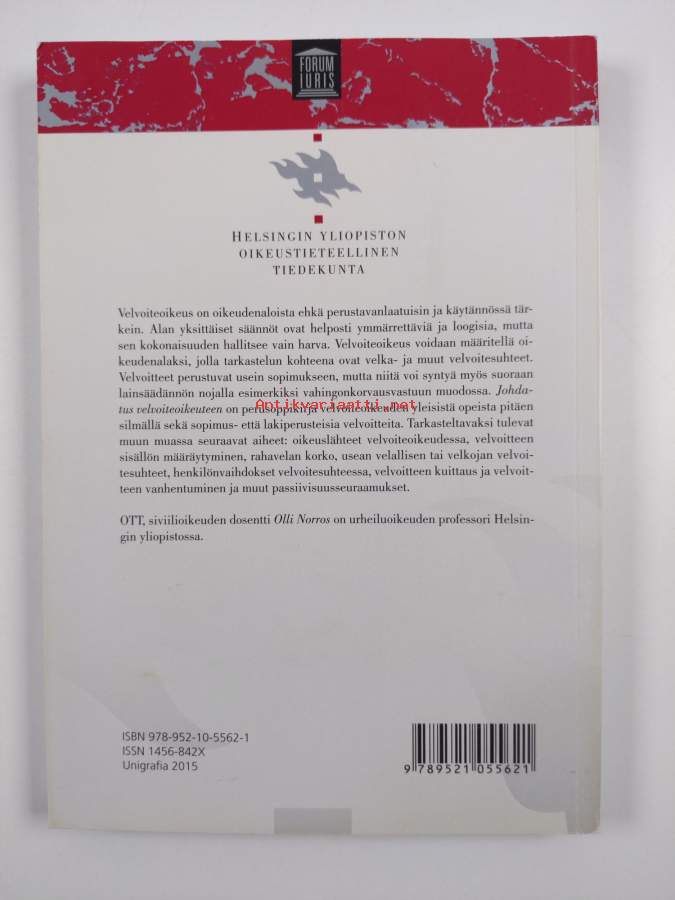 FORUM
IURIS
HELSINGIN YLIOPISTON
OIKEUSTIETEELLINEN
TIEDEKUNTA
Velvoiteoikeus on oikeudenaloista ehkä perustavanlaatuisin ja käytännössä tär-
kein. Alan yksittäiset säännöt ovat helposti ymmärrettäviä ja loogisia, mutta
sen kokonaisuuden hallitsee vain harva. Velvoiteoikeus voidaan määritellä oi-
keudenalaksi, jolla tarkastelun kohteena ovat velka- ja muut velvoitesuhteet.
Velvoitteet perustuvat usein sopimukseen, mutta niitä voi syntyä myös suoraan
lainsäädännön nojalla esimerkiksi vahingonkorvausvastuun muodossa. Johda-
tus velvoiteoikeuteen on perusoppikirja velvoiteoikeuden yleisistä opeista pitäen
Antikvariaatti.net
silmällä sekä sopimus- että lakiperusteisia velvoitteita. Tarkasteltavaksi tulevat
muun muassa seuraavat aiheet: oikeuslähteet velvoiteoikeudessa, velvoitteen
sisällön määräytyminen, rahavelan korko, usean velallisen tai velkojan velvoi-
tesuhteet, henkilönvaihdokset velvoitesuhteessa, velvoitteen kuittaus ja velvoit-
teen vanhentuminen ja muut passiivisuusseuraamukset.
OTT, siviilioikeuden dosentti Olli Norros on urheiluoikeuden professori Helsin-
gin yliopistossa.
Antikvariaatti.net
ISBN 978-952-10-5562-1
ISSN 1456-842X
Unigrafia 2015
9 789521 055621